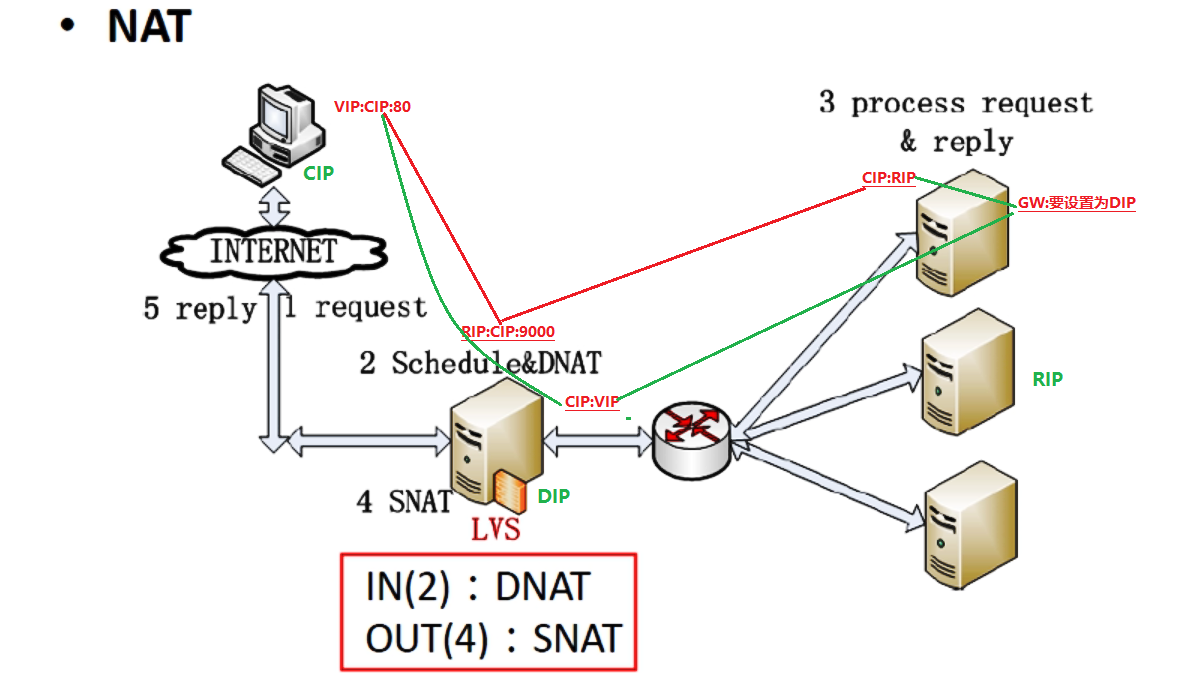 • NAT
VIP:CIP:80
3 process request
& reply
CIP
CIP:RIP
GW:要设置为DIP
INTERNET
5 reply
1 request
RIP:CIP:9000
2 Schedule&DNAT
RIP
CIP:VIP
4 SNAT
DIP
LVS
IN(2)：DNAT
OUT(4)：SNAT